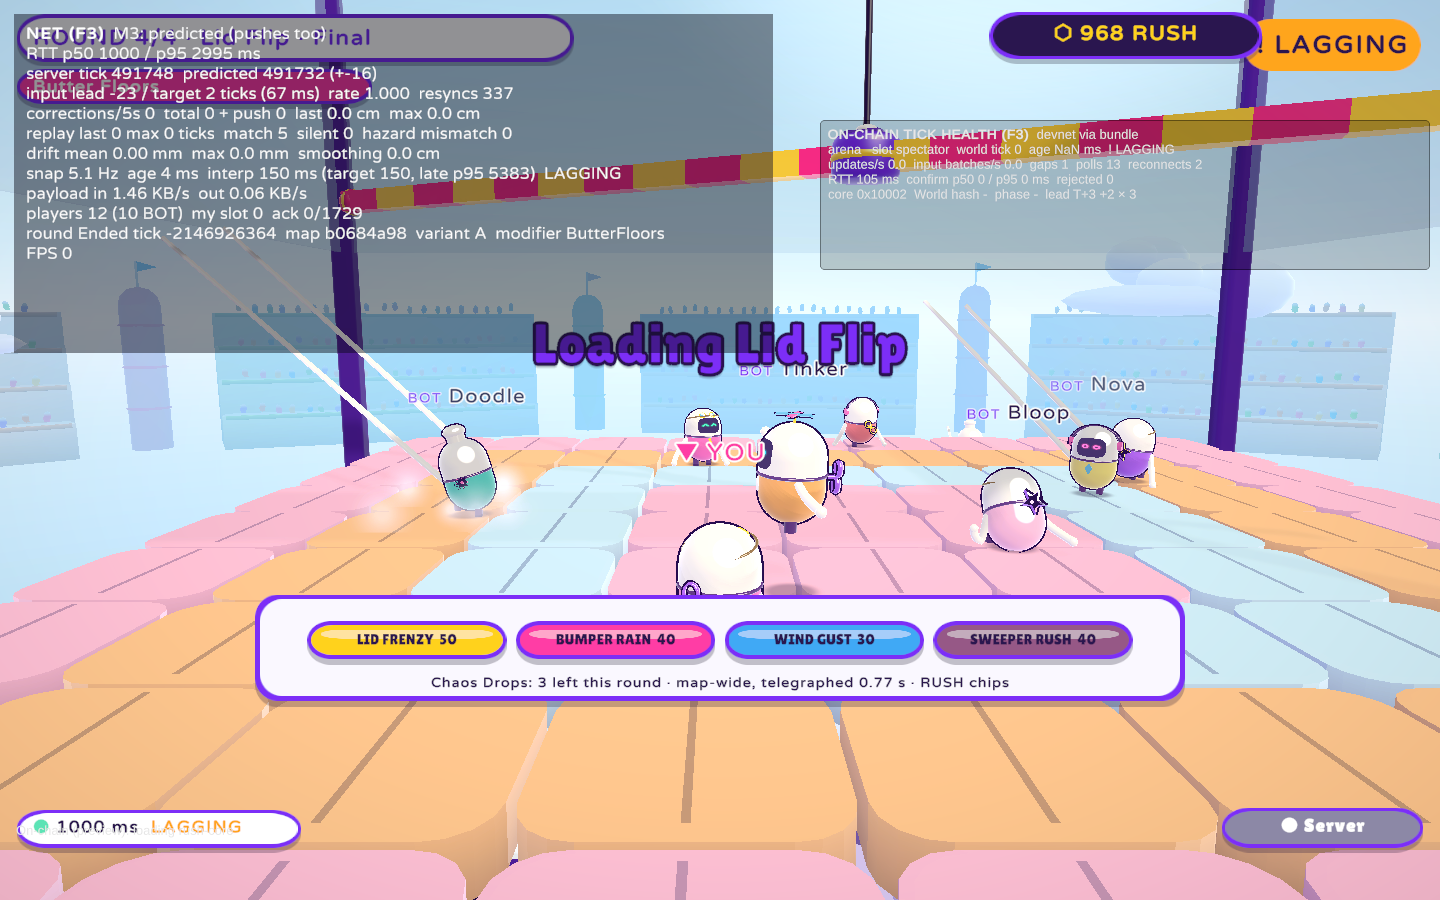 ROUND 4/4 · Lid Flip · Final
Butter Floors
NET (F3) M3: predicted (pushes too)
RTT p50 1000 / p95 2995 ms
server tick 491748 predicted 491732 (+-16)
input lead -23 / target 2 ticks (67 ms) rate 1.000 resyncs 337
corrections/5s 0 total 0 + push 0 last 0.0 cm max 0.0 cm
replay last 0 max 0 ticks match 5 silent 0 hazard mismatch 0
drift mean 0.00 mm max 0.0 mm smoothing 0.0 cm
snap 5.1 Hz age 4 ms interp 150 ms (target 150, late p95 5383) LAGGING
payload in 1.46 KB/s out 0.06 KB/s
players 12 (10 BOT) my slot 0 ack 0/1729
round Ended tick -2146926364 map b0684a98 variant A modifier ButterFloors
FPS 0
968 RUSH
! LAGGING
ON-CHAIN TICK HEALTH (F3) devnet via bundle
arena - slot spectator world tick 0 age NaN ms ! LAGGING
updates/s 0.0 input batches/s 0.0 gaps 1 polls 13 reconnects 2
RTT 105 ms confirm p50 0 / p95 0 ms rejected 0
core 0x10002 World hash - phase - lead T+3 +2 × 3
Loading Lid Flip
BOT Tinker
BOT Doodle
BOT Nova
BOT Bloop
YOU
LID FRENZY 50
BUMPER RAIN 40
WIND GUST 30
SWEEPER RUSH 40
Chaos Drops: 3 left this round · map-wide, telegraphed 0.77 s · RUSH chips
1000 ms LAGGING
Server